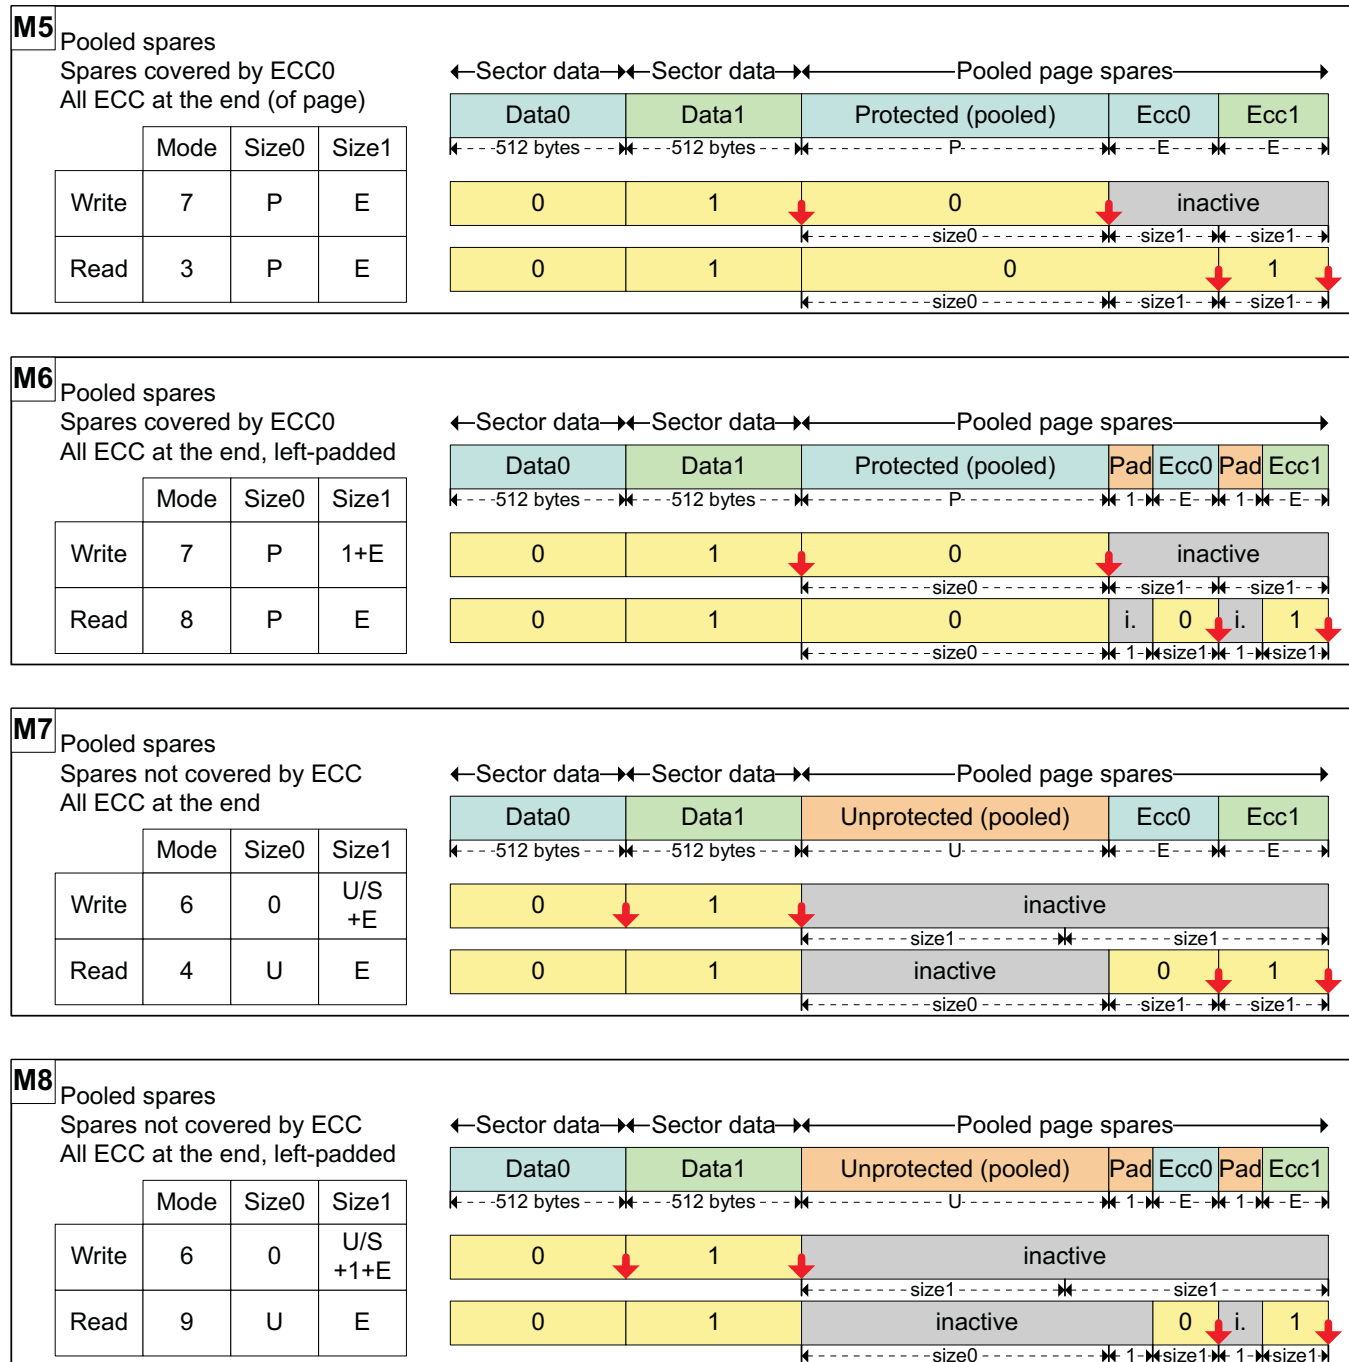 M5
Pooled spares
Spares covered by ECC0
All ECC at the end (of page)
Mode Size0 Size1
Write 7 P E
Read 3 P E
Sector data Sector data Pooled page spares
Data0 Data1 Protected (pooled) Ecc0 Ecc1
512 bytes 512 bytes P E E
0 1 0 inactive
size0 size1 size1
0 1 0 1
size0 size1 size1
M6
Pooled spares
Spares covered by ECC0
All ECC at the end, left-padded
Mode Size0 Size1
Write 7 P 1+E
Read 8 P E
Sector data Sector data Pooled page spares
Data0 Data1 Protected (pooled) Pad Ecc0 Pad Ecc1
512 bytes 512 bytes P 1 E 1 E
0 1 0 inactive
size0 size1 size1
0 1 0 i. 0 i. 1
size0 1 size1 1 size1
M7
Pooled spares
Spares not covered by ECC
All ECC at the end
Mode Size0 Size1
Write 6 0 U/S
+E
Read 4 U E
Sector data Sector data Pooled page spares
Data0 Data1 Unprotected (pooled) Ecc0 Ecc1
512 bytes 512 bytes U E E
0 1 inactive
size1 size1
0 1 inactive 0 1
size0 size1 size1
M8
Pooled spares
Spares not covered by ECC
All ECC at the end, left-padded
Mode Size0 Size1
Write 6 0 U/S
+1+E
Read 9 U E
Sector data Sector data Pooled page spares
Data0 Data1 Unprotected (pooled) Pad Ecc0 Pad Ecc1
512 bytes 512 bytes U 1 E 1 E
0 1 inactive
size1 size1
0 1 inactive 0 i. 1
size0 1 size1 1 size1